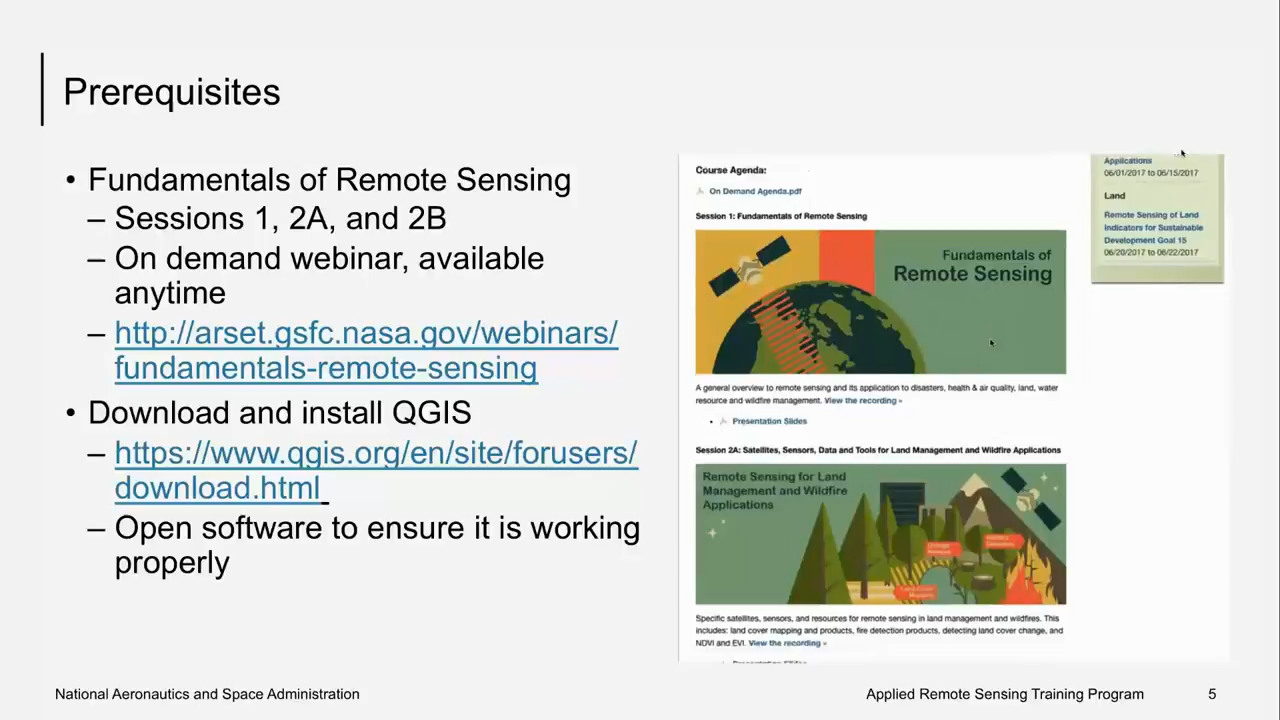 Prerequisites
• Fundamentals of Remote Sensing
– Sessions 1, 2A, and 2B
– On demand webinar, available
anytime
– http://arset.gsfc.nasa.gov/webinars/
fundamentals-remote-sensing
• Download and install QGIS
– https://www.qgis.org/en/site/forusers/
download.html
– Open software to ensure it is working
properly
Course Agenda:
On Demand Agenda.pdf
Session 1: Fundamentals of Remote Sensing
Fundamentals of
Remote Sensing
A general overview to remote sensing and its application to disasters, health & air quality, land, water
resource and wildfire management. View the recording »
• Presentation Slides
Session 2A: Satellites, Sensors, Data and Tools for Land Management and Wildfire Applications
Remote Sensing for Land
Management and Wildfire
Applications
Specific satellites, sensors, and resources for remote sensing in land management and wildfires. This
includes: land cover mapping and products, fire detection products, detecting land cover change, and
NDVI and EVI. View the recording »
Applications
06/01/2017 to 06/15/2017
Land
Remote Sensing of Land
Indicators for Sustainable
Development Goal 15
06/20/2017 to 06/22/2017
National Aeronautics and Space Administration
Applied Remote Sensing Training Program
5